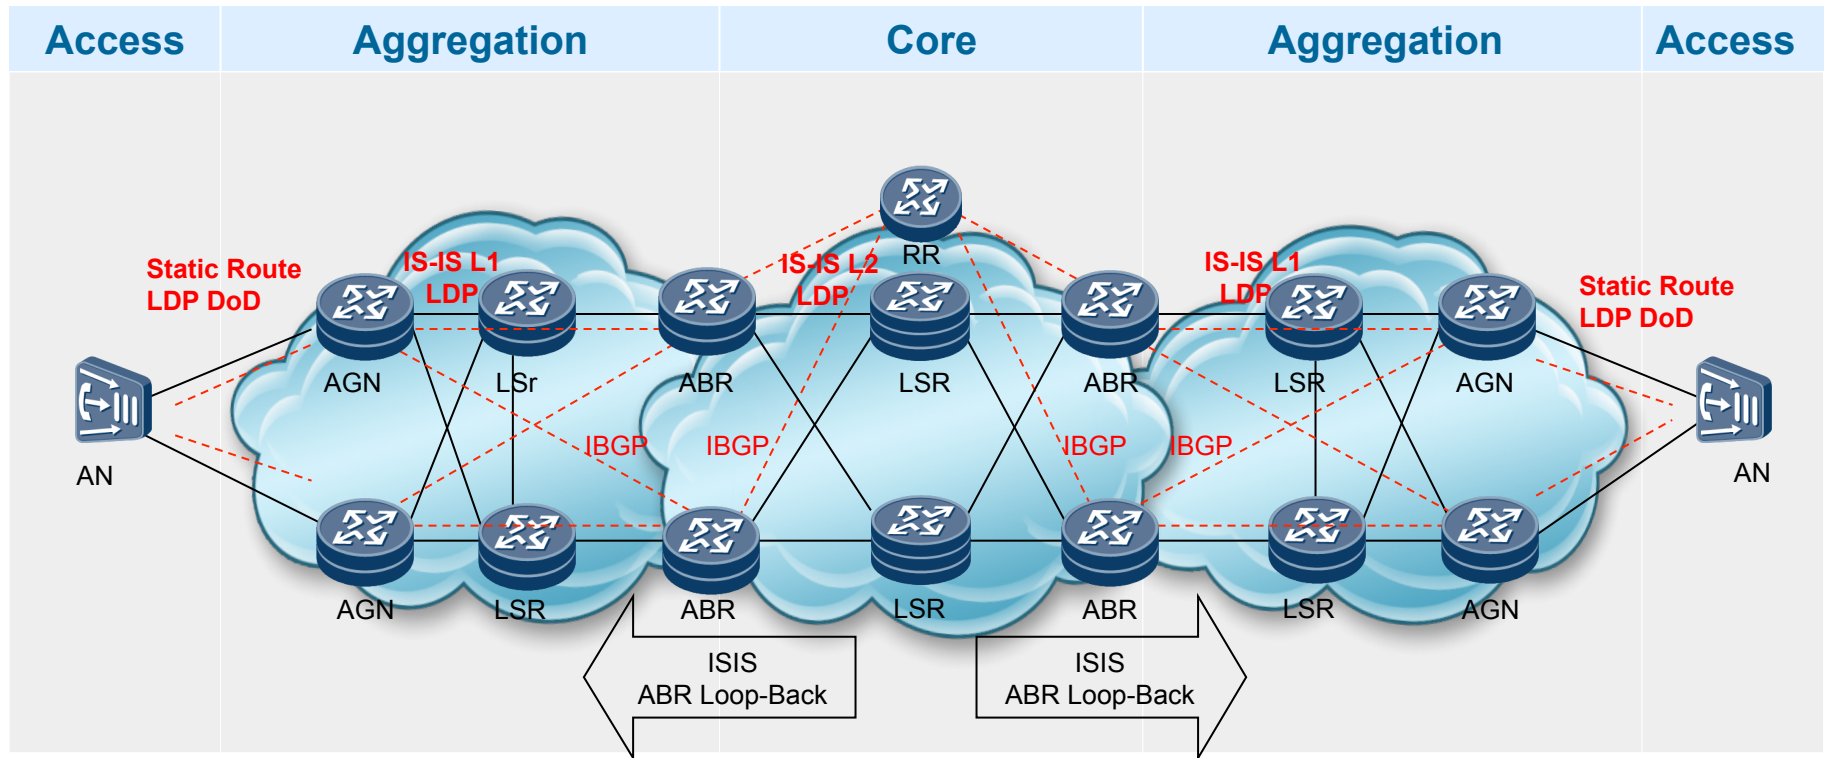 Access
Aggregation
Core
Aggregation
Access
RR
Static Route
LDP DoD
IS-IS L1
LDP
IS-IS L2
LDP
IS-IS L1
LDP
Static Route
LDP DoD
AGN
LSr
ABR
LSR
ABR
LSR
AGN
AN
IBGP
IBGP
IBGP
IBGP
AN
AGN
LSR
ABR
LSR
ABR
LSR
AGN
ISIS
ABR Loop-Back
ISIS
ABR Loop-Back